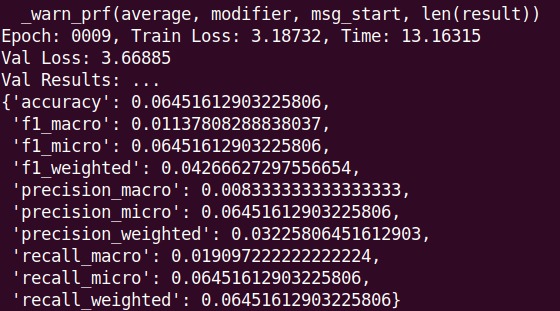 _warn_prf(average, modifier, msg_start, len(result))
Epoch: 0009, Train Loss: 3.18732, Time: 13.16315
Val Loss: 3.66885
Val Results: ...
{'accuracy': 0.06451612903225806,
'f1_macro': 0.01137808288838037,
'f1_micro': 0.06451612903225806,
'f1_weighted': 0.04266627297556654,
'precision_macro': 0.008333333333333333,
'precision_micro': 0.06451612903225806,
'precision_weighted': 0.03225806451612903,
'recall_macro': 0.019097222222222224,
'recall_micro': 0.06451612903225806,
'recall_weighted': 0.06451612903225806}